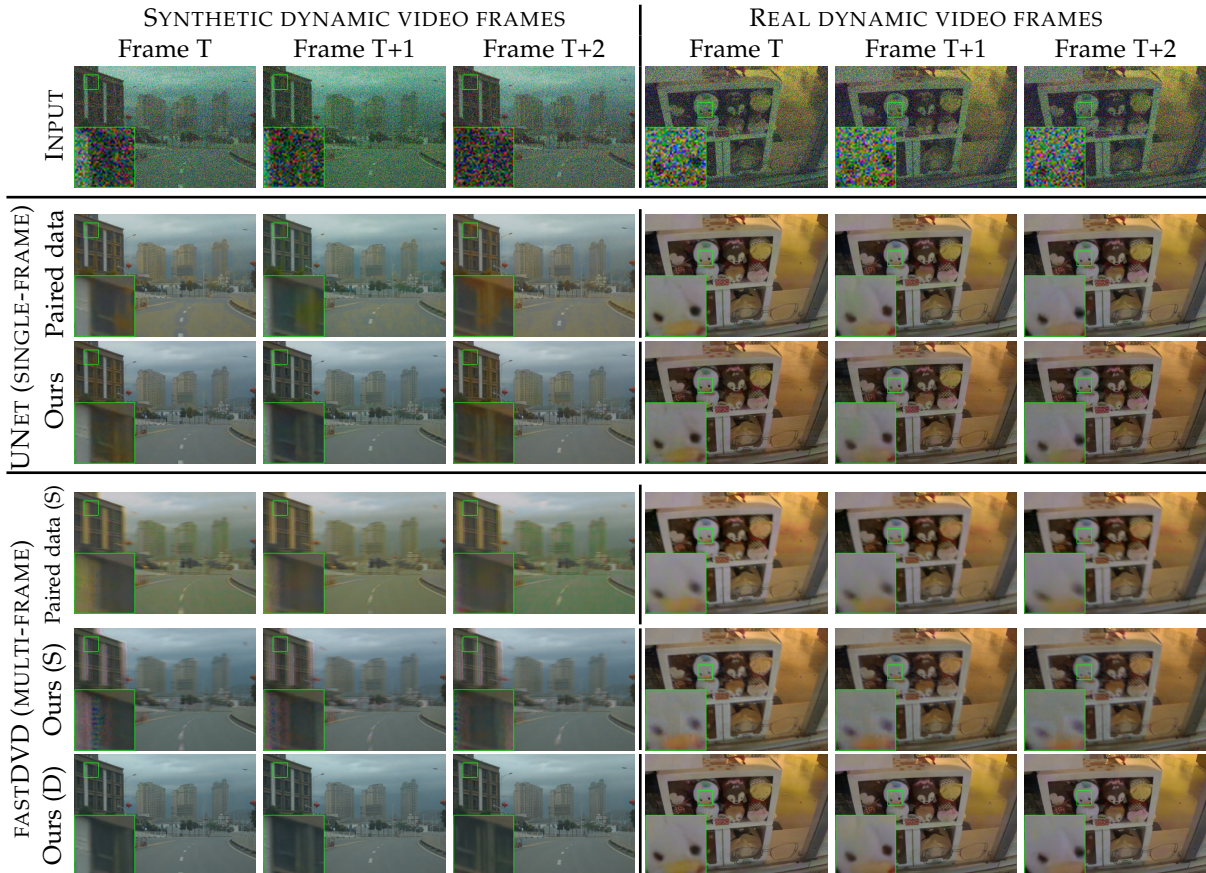 SYNTHETIC DYNAMIC VIDEO FRAMES
REAL DYNAMIC VIDEO FRAMES
Frame T
Frame T+1
Frame T+2
Frame T
Frame T+1
Frame T+2
INPUT
UNET (SINGLE-FRAME)
Paired data
Ours
FASTDVD (MULTI-FRAME)
Paired data (S)
Ours (S)
Ours (D)